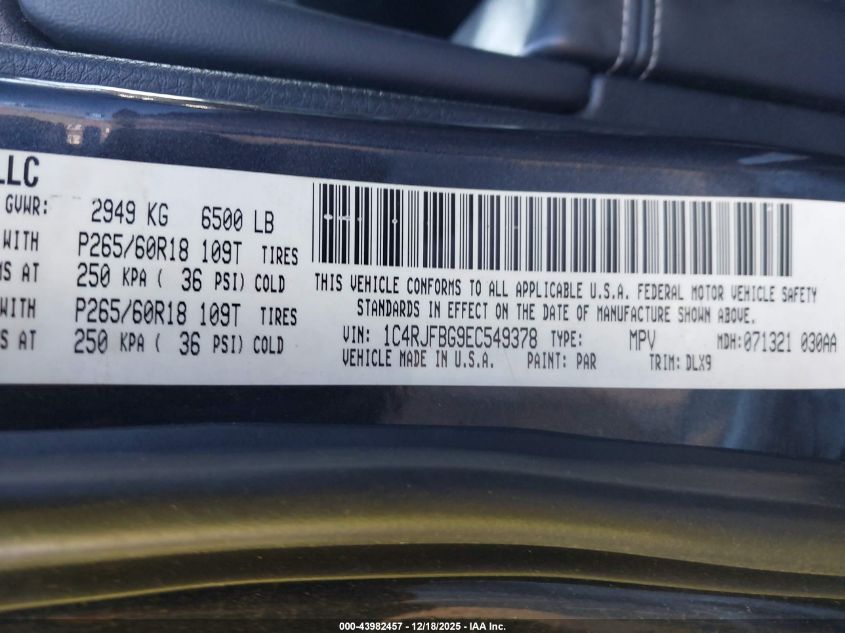 LLC
GVWR: 2949 KG 6500 LB
WITH P265/60R18 109T TIRES
MS AT 250 KPA ( 36 PSI) COLD
WITH P265/60R18 109T TIRES
MS AT 250 KPA ( 36 PSI) COLD
THIS VEHICLE CONFORMS TO ALL APPLICABLE U.S.A. FEDERAL MOTOR VEHICLE SAFETY
STANDARDS IN EFFECT ON THE DATE OF MANUFACTURE SHOWN ABOVE.
VIN: 1C4RJFBG9EC549378 TYPE: MPV MDH: 071321 030AA
VEHICLE MADE IN U.S.A. PAINT: PAR TRIM: DLX9
000-43982457 - 12/18/2025 - IAA Inc.